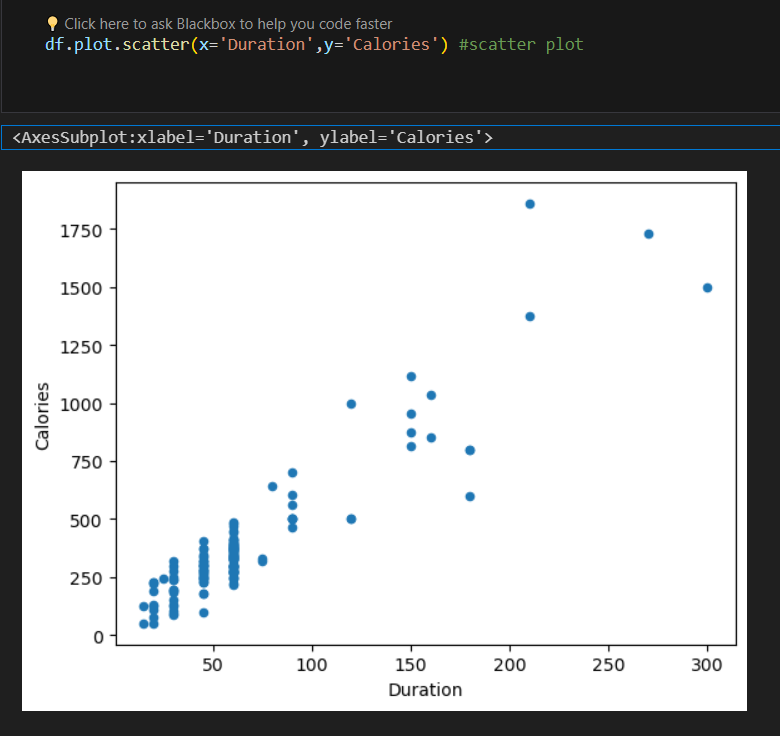 Click here to ask Blackbox to help you code faster
df.plot.scatter(x='Duration',y='Calories') #scatter plot
<AxesSubplot:xlabel='Duration', ylabel='Calories'>
1750
1500
1250
1000
750
500
250
0
Calories
50 100 150 200 250 300
Duration